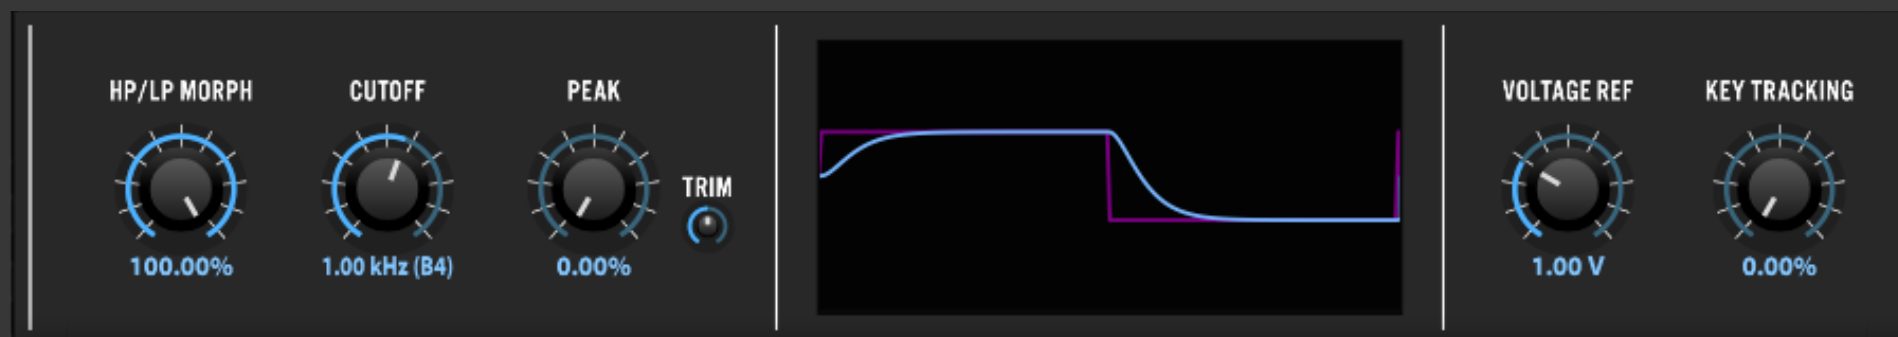 HP/LP MORPH
CUTOFF
PEAK
TRIM
100.00%
1.00 kHz (B4)
0.00%
VOLTAGE REF
KEY TRACKING
1.00 V
0.00%